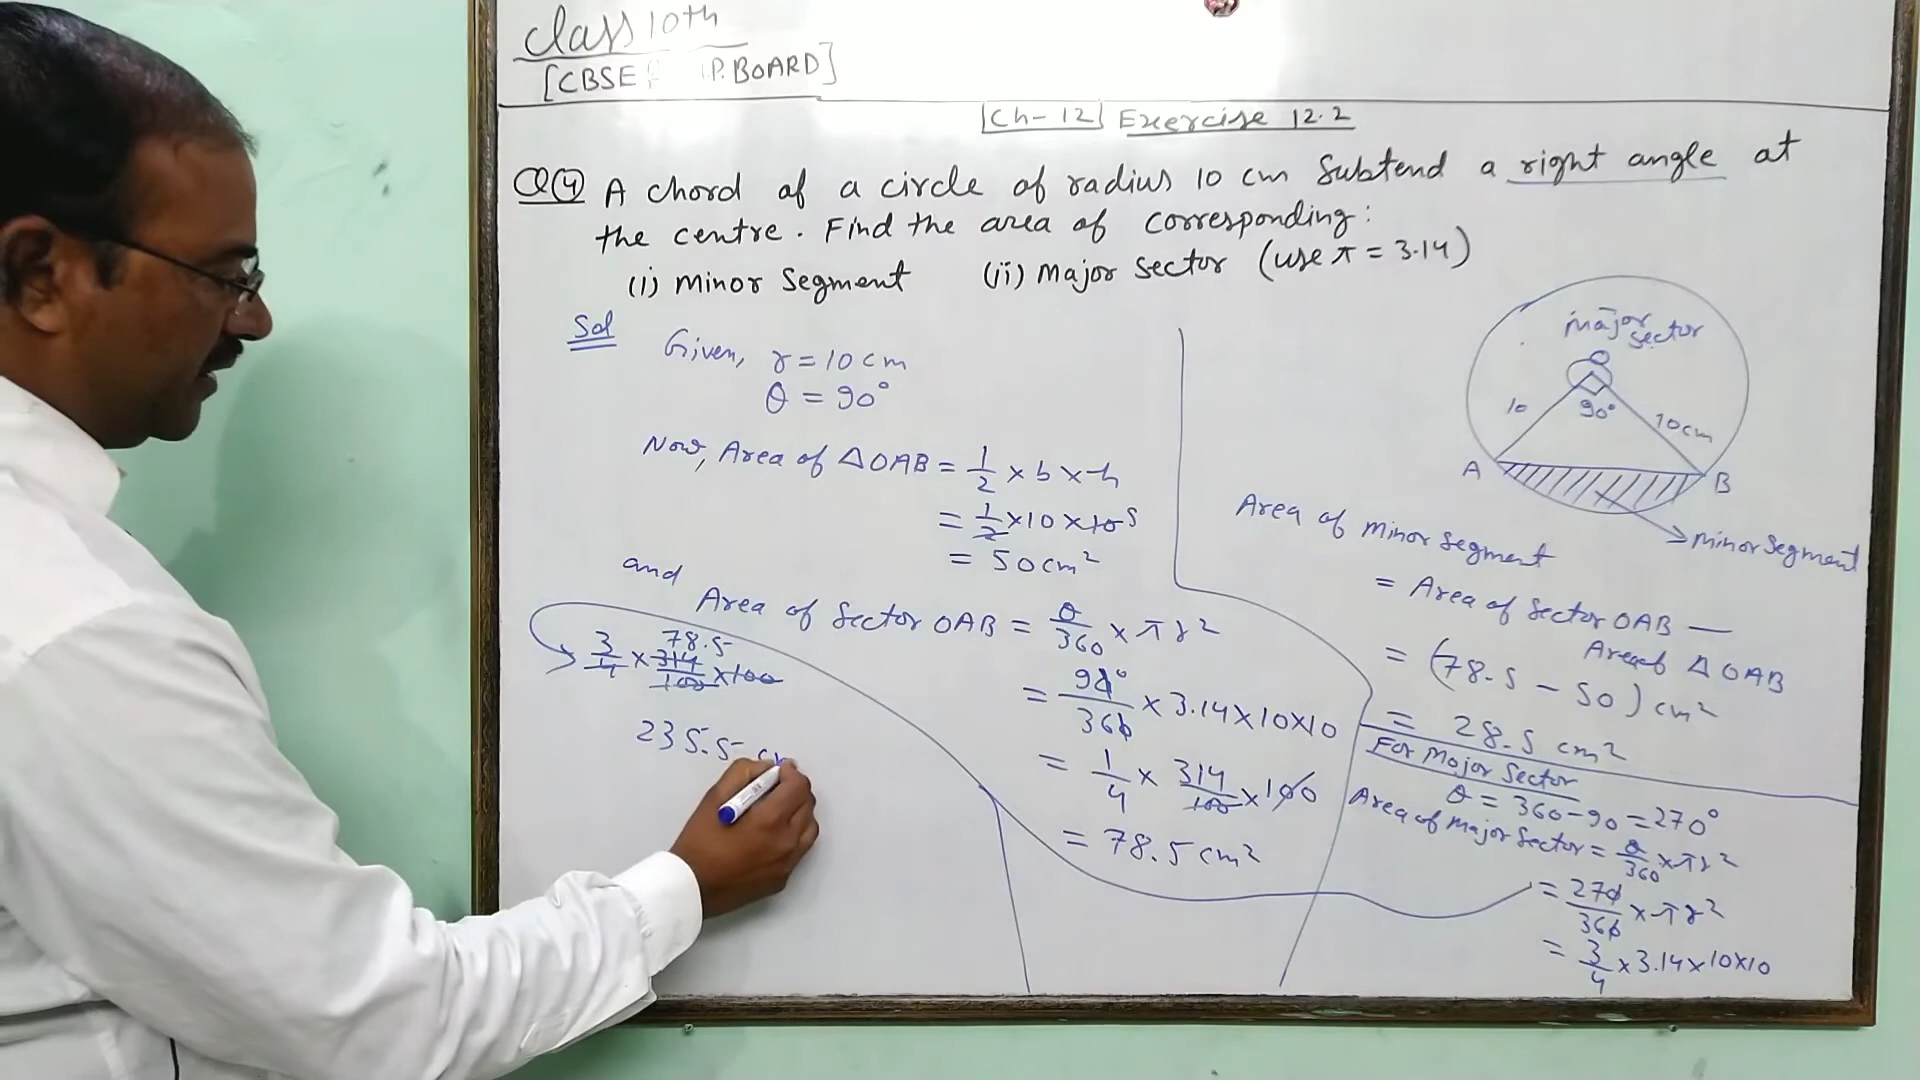 Class 10th
[CBSE, P. BOARD]
Ch-12 Exercise 12.2
Q(4) A chord of a circle of radius 10 cm Subtend a right angle at
the centre. Find the area of corresponding:
(i) Minor Segment (ii) Major Sector (use π = 3.14)
Sol
Given, r = 10 cm
θ = 90°
Now, Area of △OAB = 1/2 × b × h
= 1/2 × 10 × 10 5
= 50 cm²
and
Area of Sector OAB = θ/360 × πr²
= 90°/360 × 3.14 × 10 × 10
= 1/4 × 314/100 × 100
= 78.5 cm²
Major
Sector
O
90°
10
10cm
A
B
Minor Segment
Area of Minor Segment
= Area of Sector OAB —
Area of △OAB
= (78.5 - 50) cm²
= 28.5 cm²
For Major Sector
θ = 360 - 90 = 270°
Area of Major Sector = θ/360 × πr²
= 270/360 × πr²
= 3/4 × 3.14 × 10 × 10
78.5
3/4 × 314/100 × 100
235.5 c